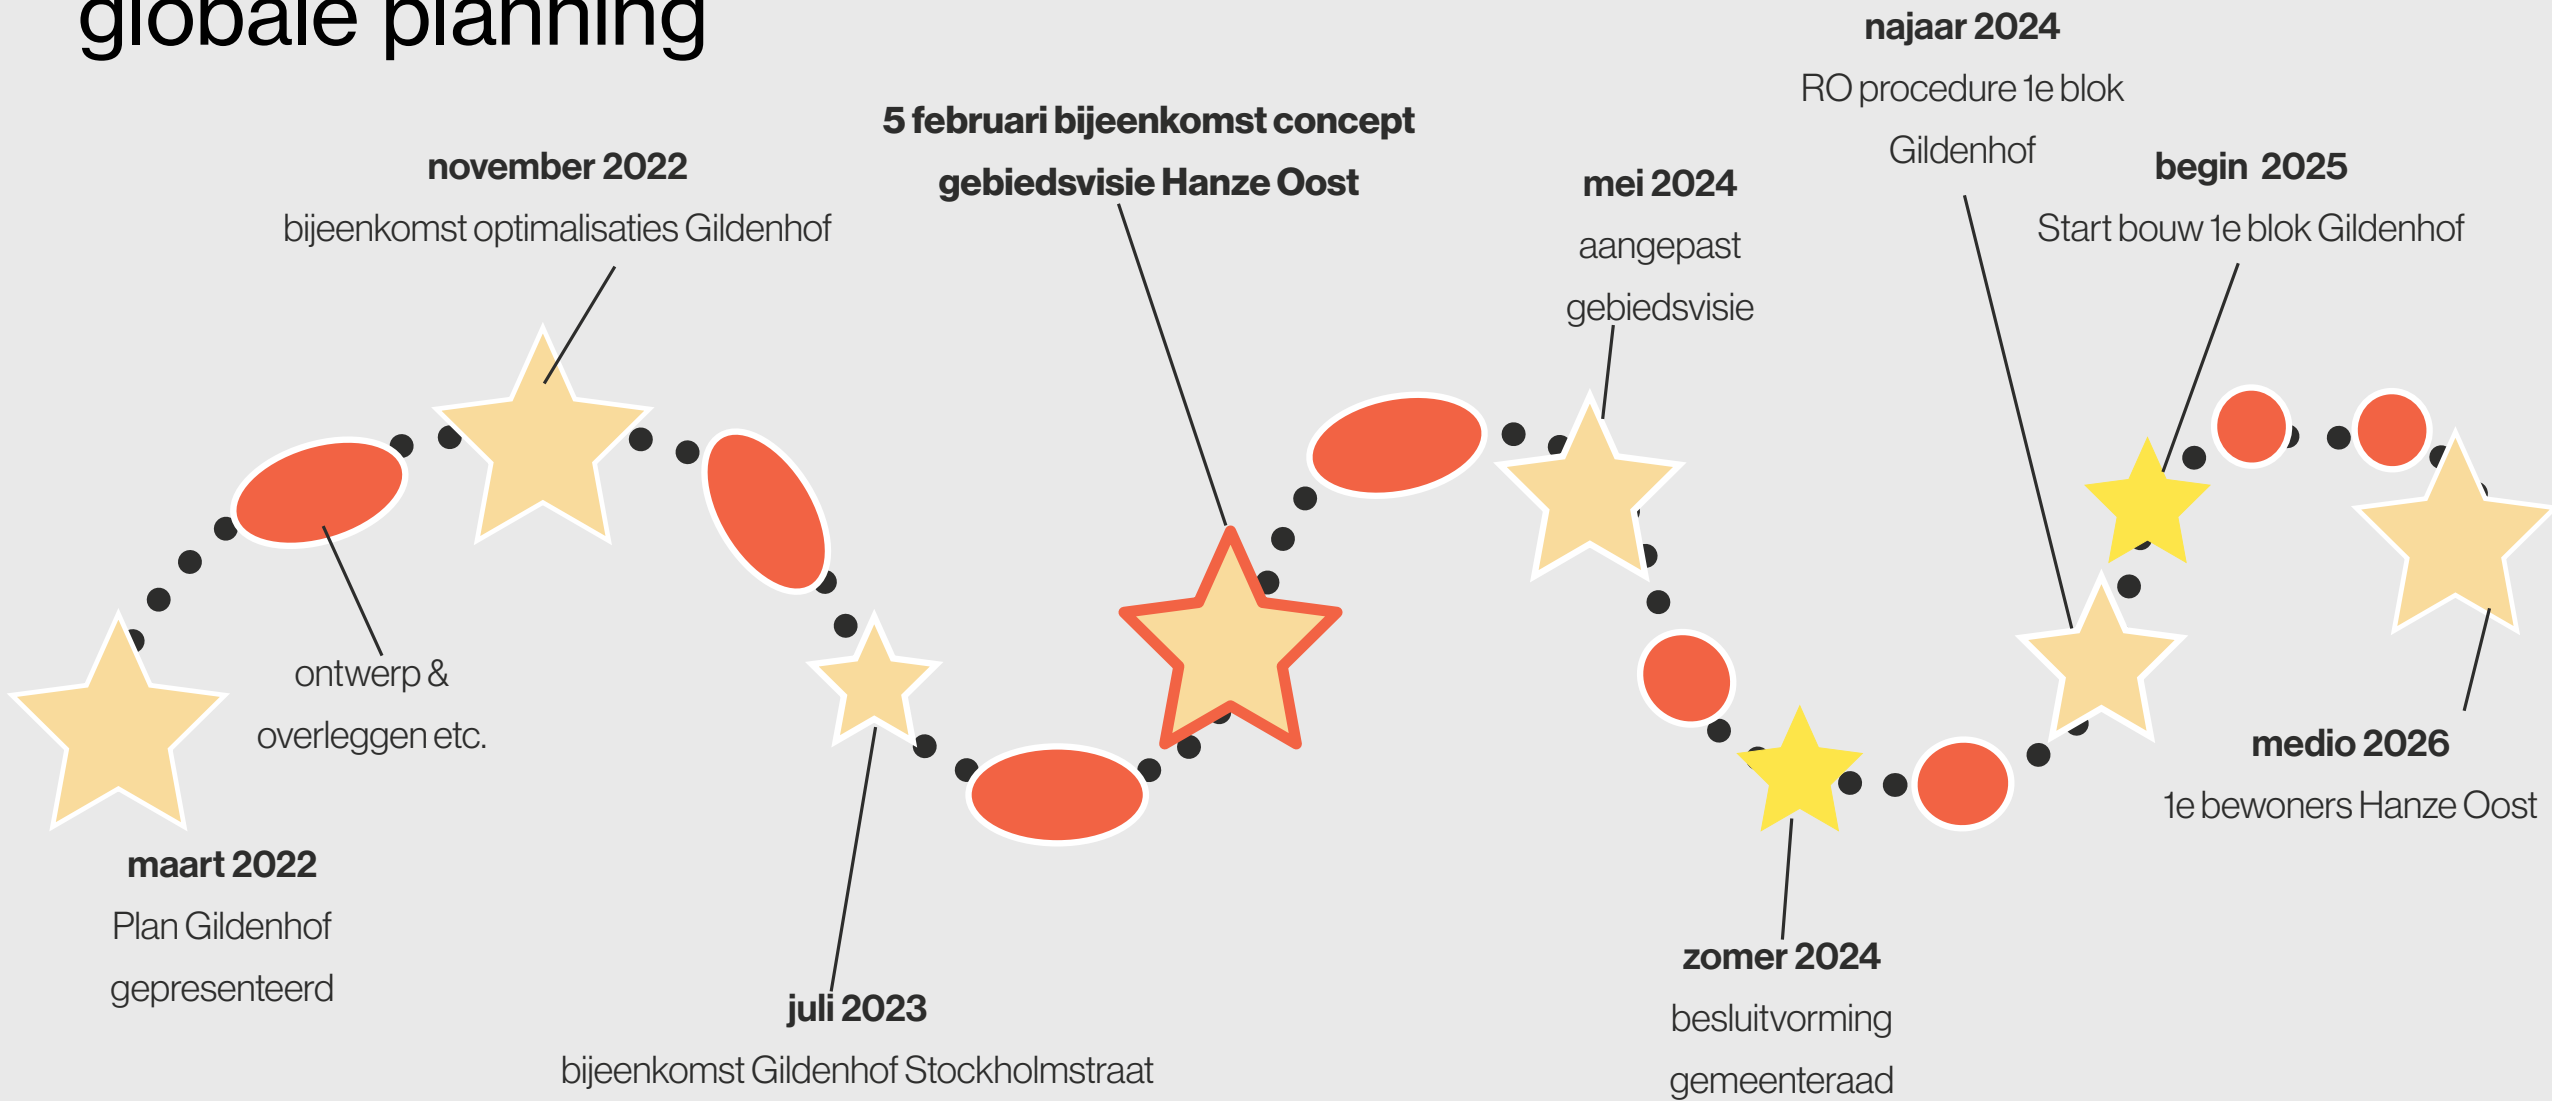 globale planning
november 2022
bijeenkomst optimalisaties Gildenhof
5 februari bijeenkomst concept
gebiedsvisie Hanze Oost
mei 2024
aangepast
gebiedsvisie
najaar 2024
RO procedure 1e blok
Gildenhof
begin 2025
Start bouw 1e blok Gildenhof
ontwerp &
overleggen etc.
maart 2022
Plan Gildenhof
gepresenteerd
juli 2023
bijeenkomst Gildenhof Stockholmstraat
zomer 2024
besluitvorming
gemeenteraad
medio 2026
1e bewoners Hanze Oost